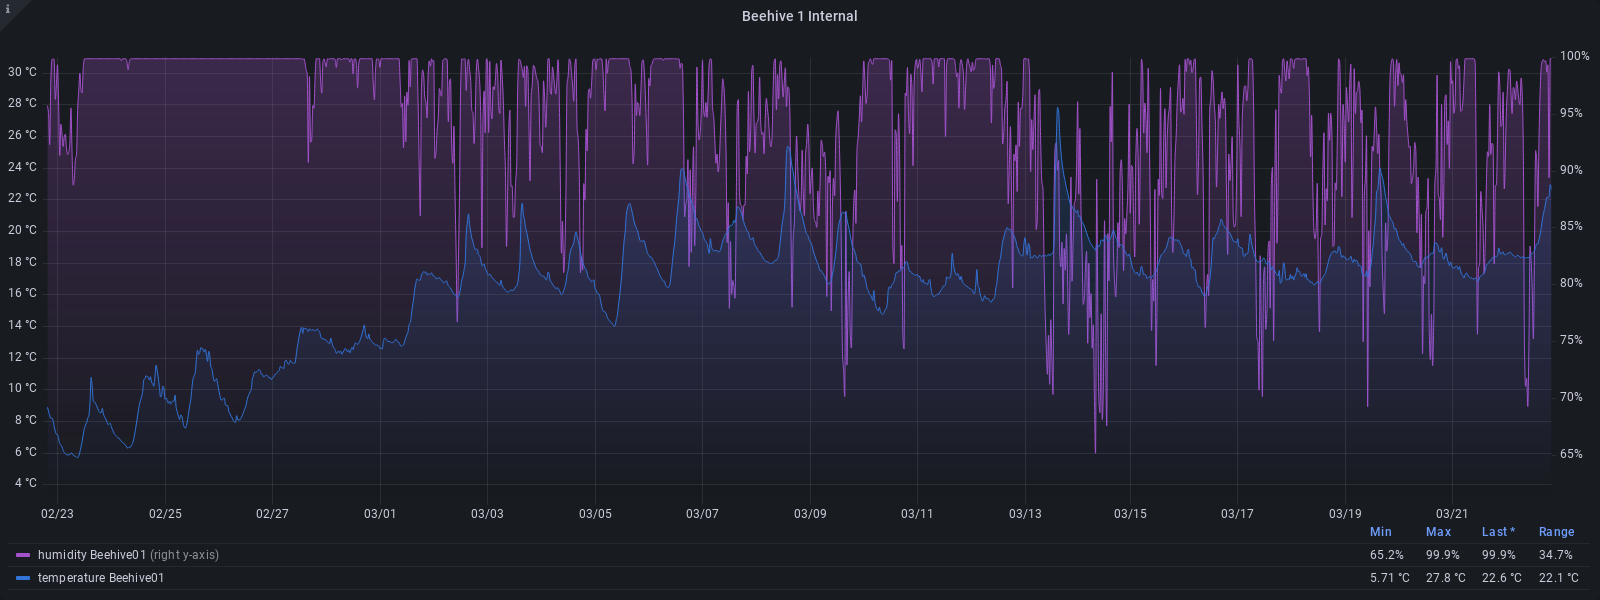 i
Beehive 1 Internal
30 °C
28 °C
26 °C
24 °C
22 °C
20 °C
18 °C
16 °C
14 °C
12 °C
10 °C
8 °C
6 °C
4 °C
100%
95%
90%
85%
80%
75%
70%
65%
02/23 02/25 02/27 03/01 03/03 03/05 03/07 03/09 03/11 03/13 03/15 03/17 03/19 03/21
Min Max Last * Range
humidity Beehive01 (right y-axis) 65.2% 99.9% 99.9% 34.7%
temperature Beehive01 5.71 °C 27.8 °C 22.6 °C 22.1 °C